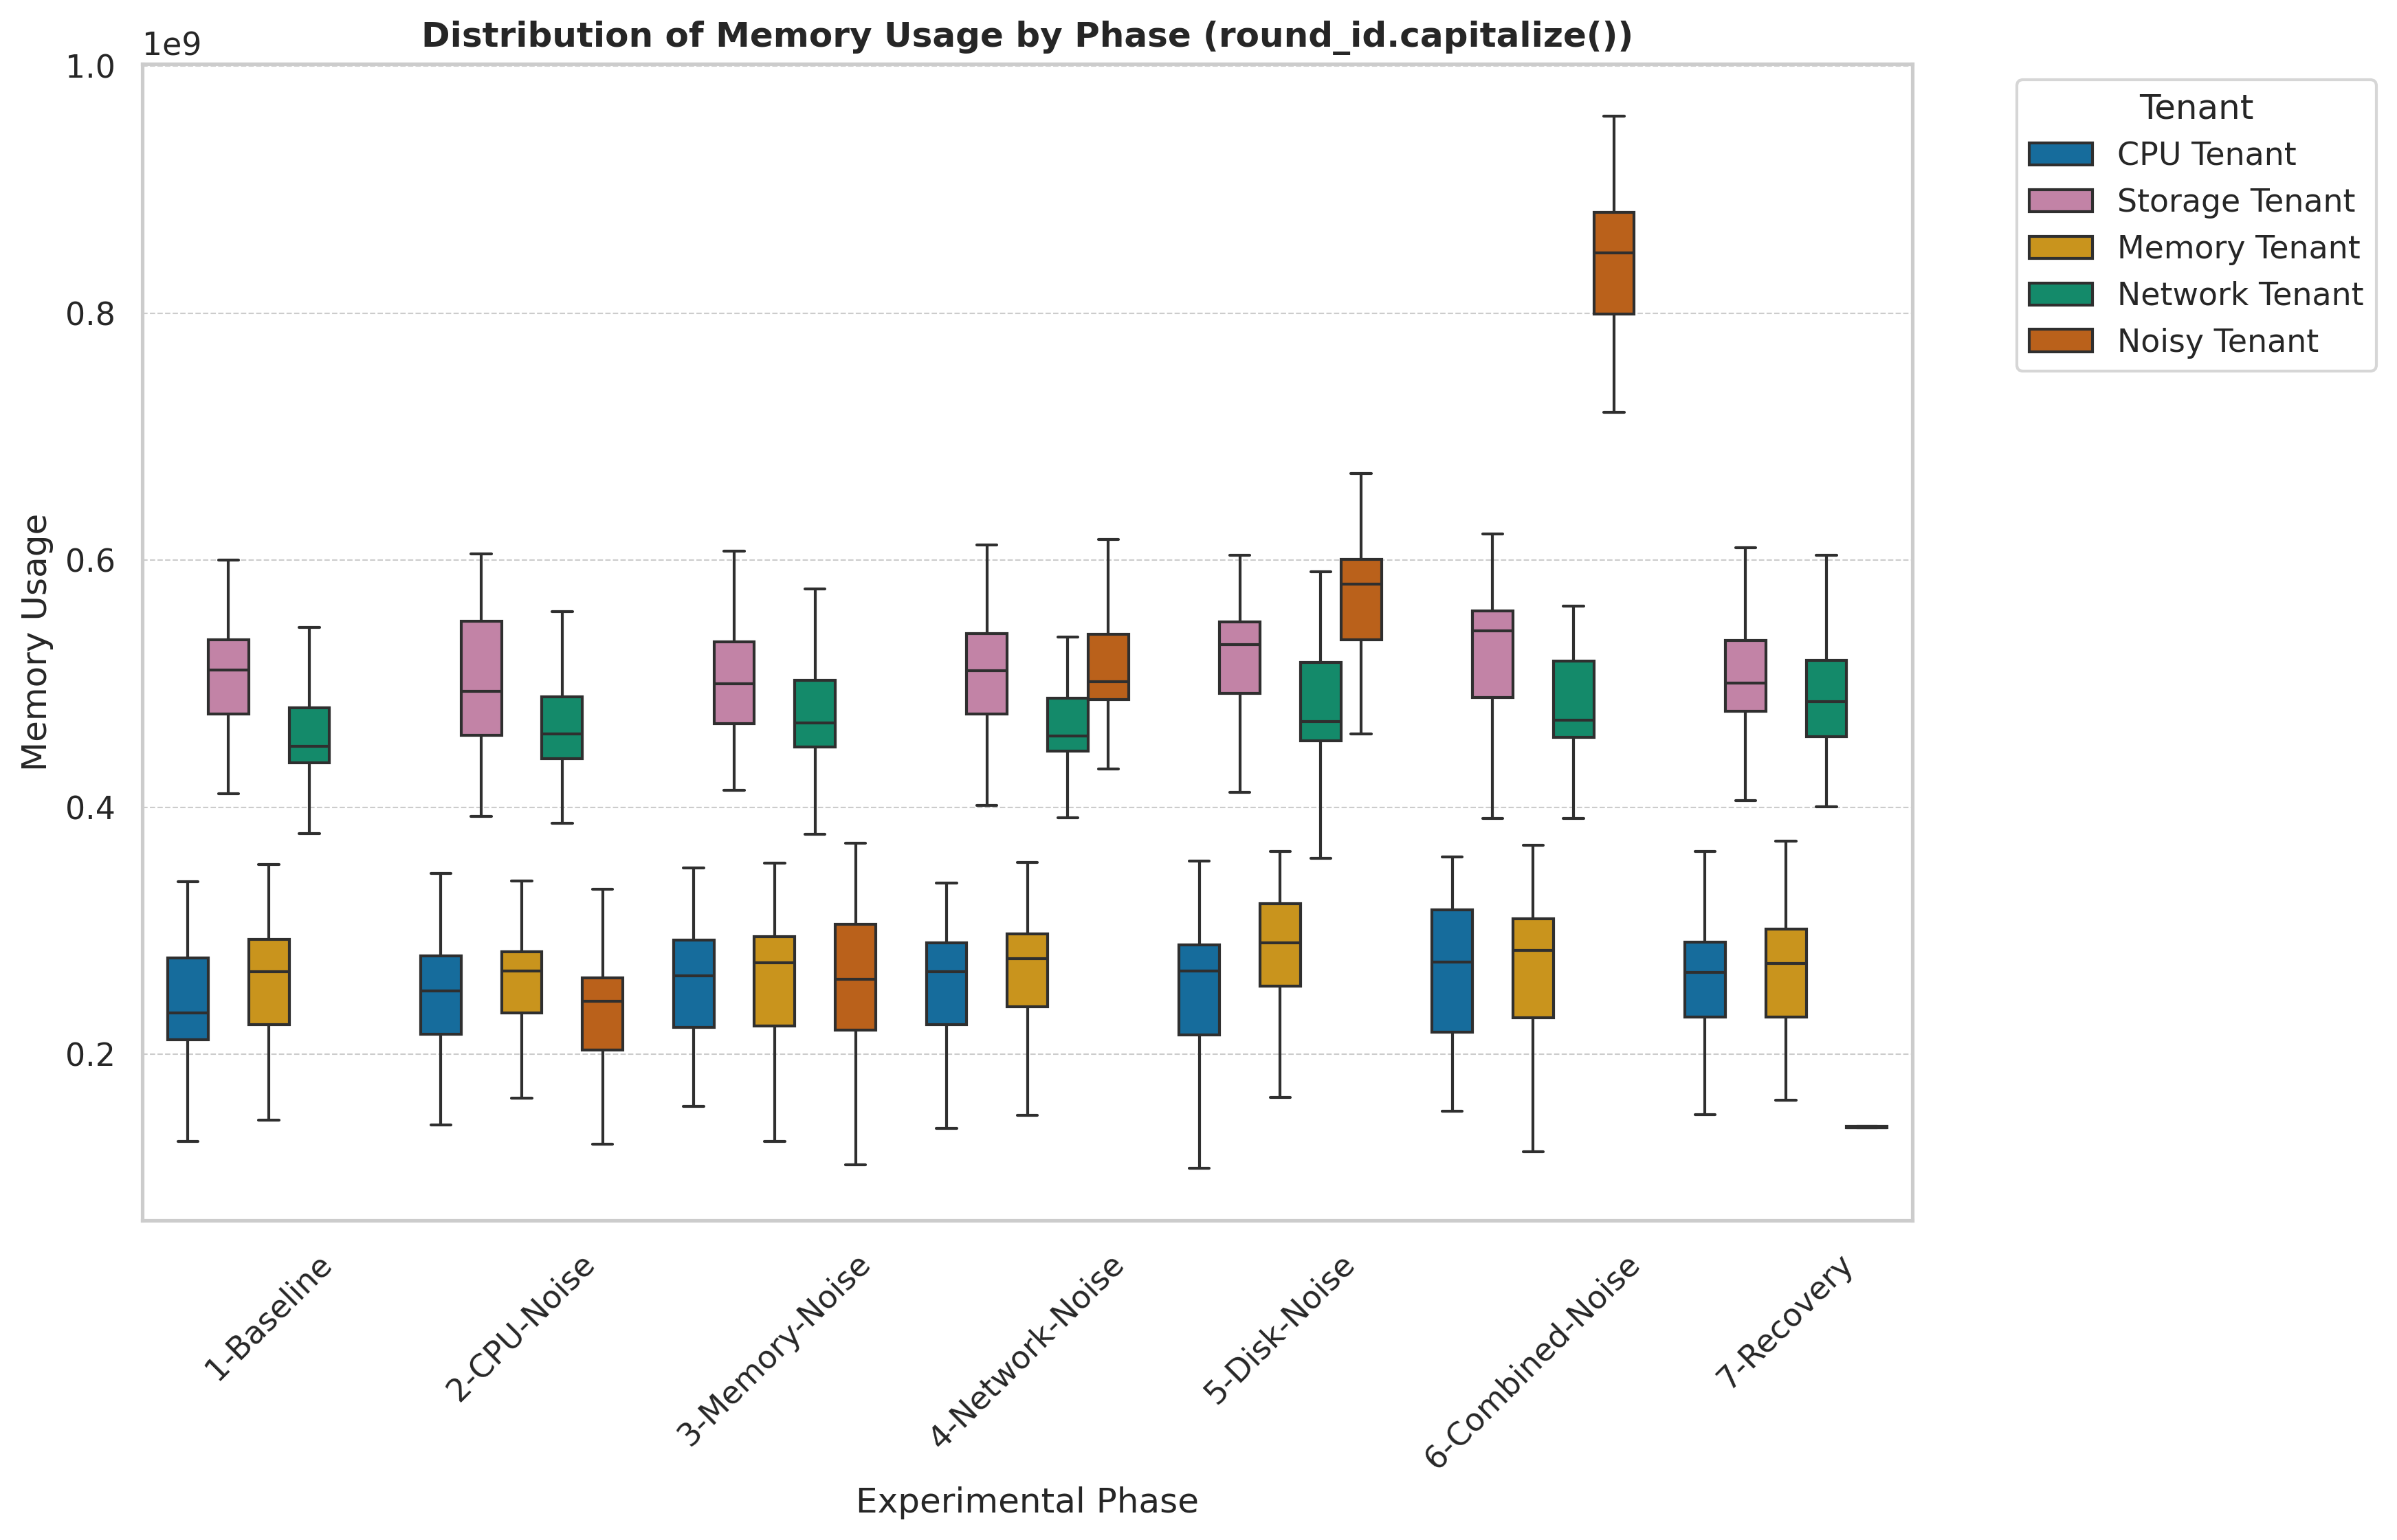 Distribution of Memory Usage by Phase (round_id.capitalize())
1e9
1.0
0.8
0.6
0.4
0.2
Memory Usage
1-Baseline
2-CPU-Noise
3-Memory-Noise
4-Network-Noise
5-Disk-Noise
6-Combined-Noise
7-Recovery
Experimental Phase
Tenant
CPU Tenant
Storage Tenant
Memory Tenant
Network Tenant
Noisy Tenant